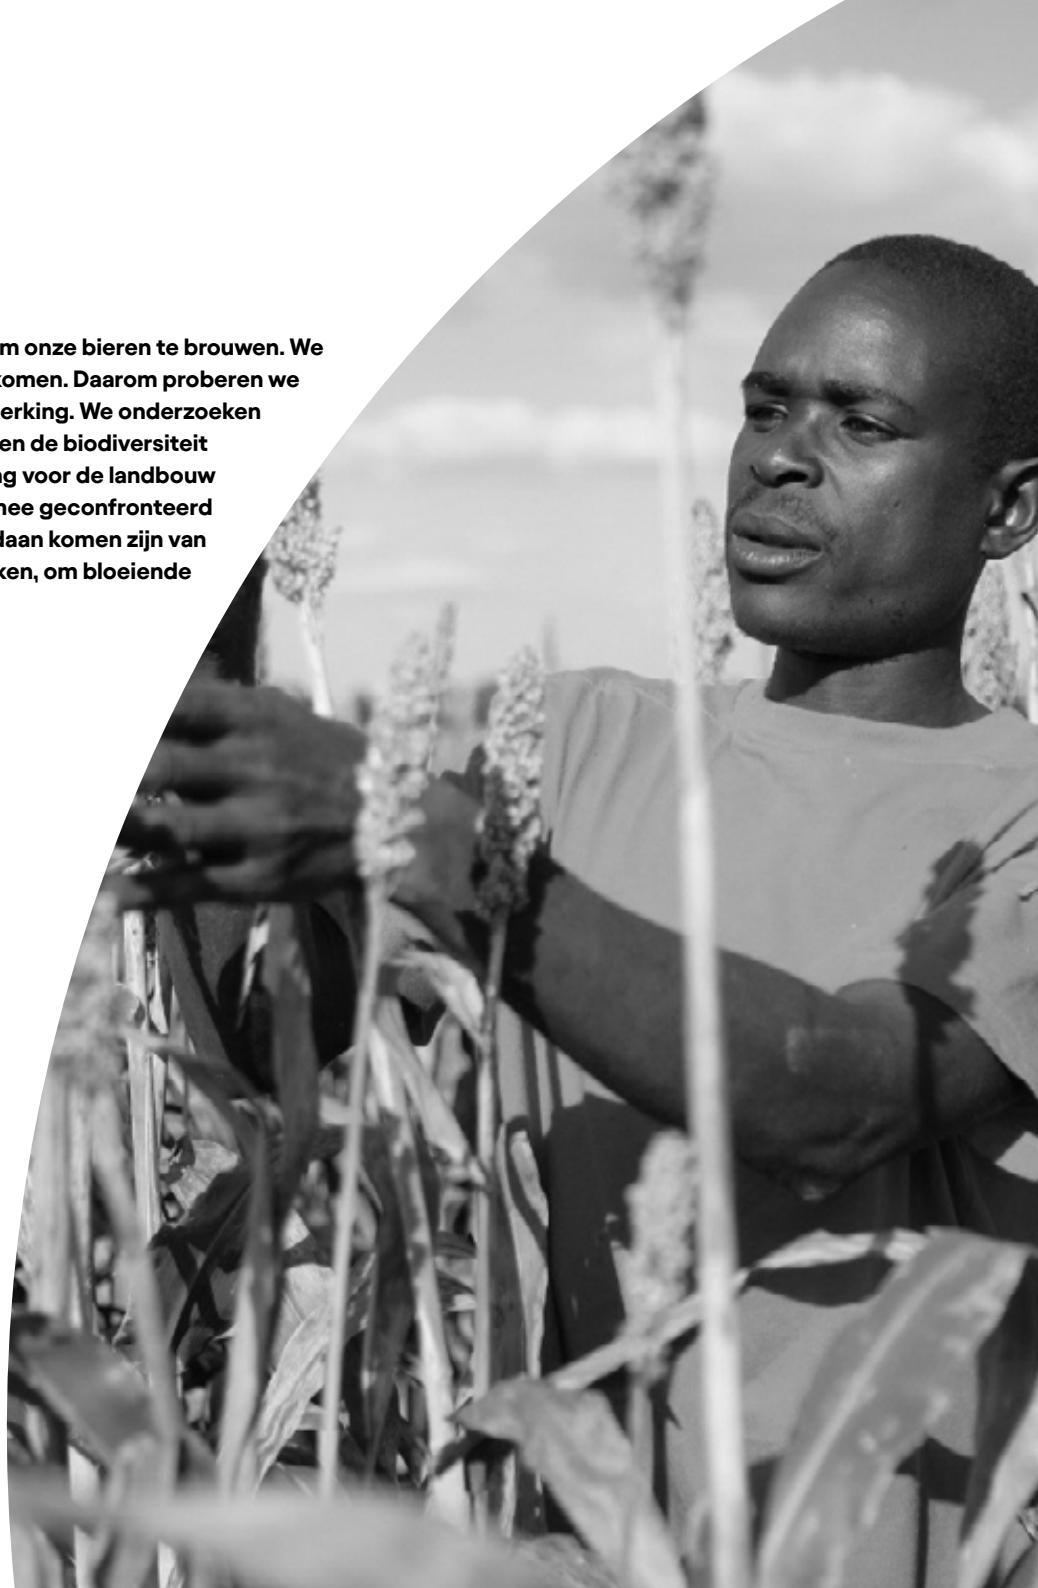 m onze bieren te brouwen. We
komen. Daarom proberen we
erking. We onderzoeken
en de biodiversiteit
ng voor de landbouw
nee geconfronteerd
daan komen zijn van
ken, om bloeiende